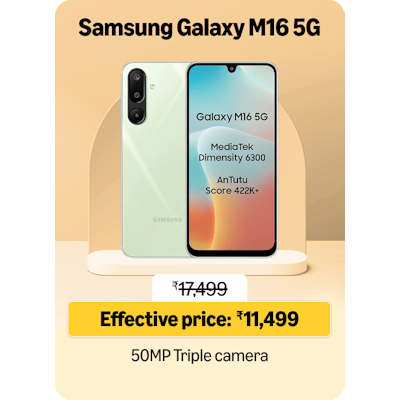 Samsung Galaxy M16 5G
Galaxy M16 5G
MediaTek
Dimensity 6300
AnTutu
Score 422K+
SAMSUNG
₹17,499
Effective price: ₹11,499
50MP Triple camera